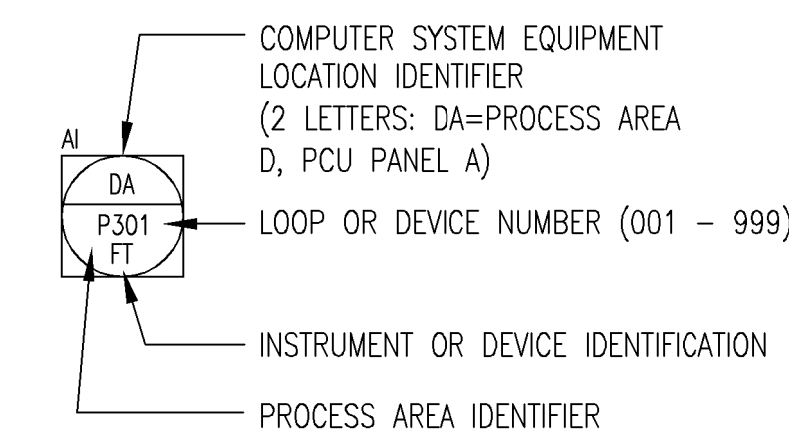 COMPUTER SYSTEM EQUIPMENT
LOCATION IDENTIFIER
(2 LETTERS: DA=PROCESS AREA
D, PCU PANEL A)
AI
DA
P301
FT
LOOP OR DEVICE NUMBER (001 – 999)
INSTRUMENT OR DEVICE IDENTIFICATION
PROCESS AREA IDENTIFIER